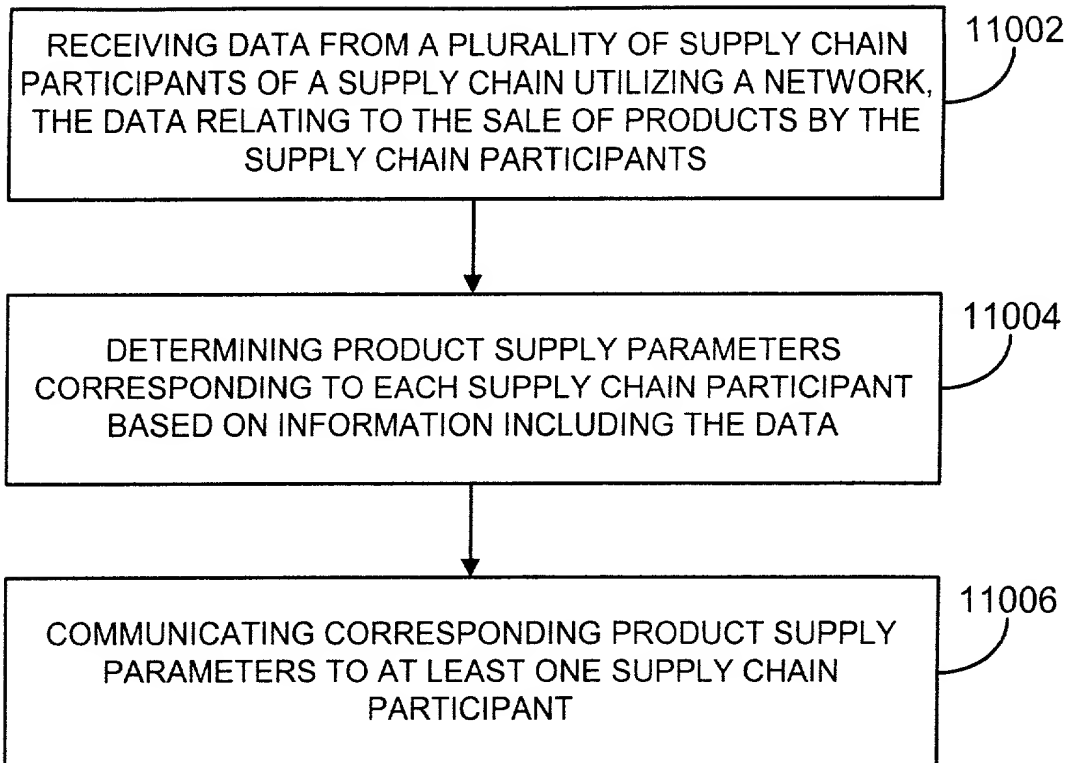 RECEIVING DATA FROM A PLURALITY OF SUPPLY CHAIN
PARTICIPANTS OF A SUPPLY CHAIN UTILIZING A NETWORK,
THE DATA RELATING TO THE SALE OF PRODUCTS BY THE
SUPPLY CHAIN PARTICIPANTS
11002
DETERMINING PRODUCT SUPPLY PARAMETERS
CORRESPONDING TO EACH SUPPLY CHAIN PARTICIPANT
BASED ON INFORMATION INCLUDING THE DATA
11004
COMMUNICATING CORRESPONDING PRODUCT SUPPLY
PARAMETERS TO AT LEAST ONE SUPPLY CHAIN
PARTICIPANT
11006